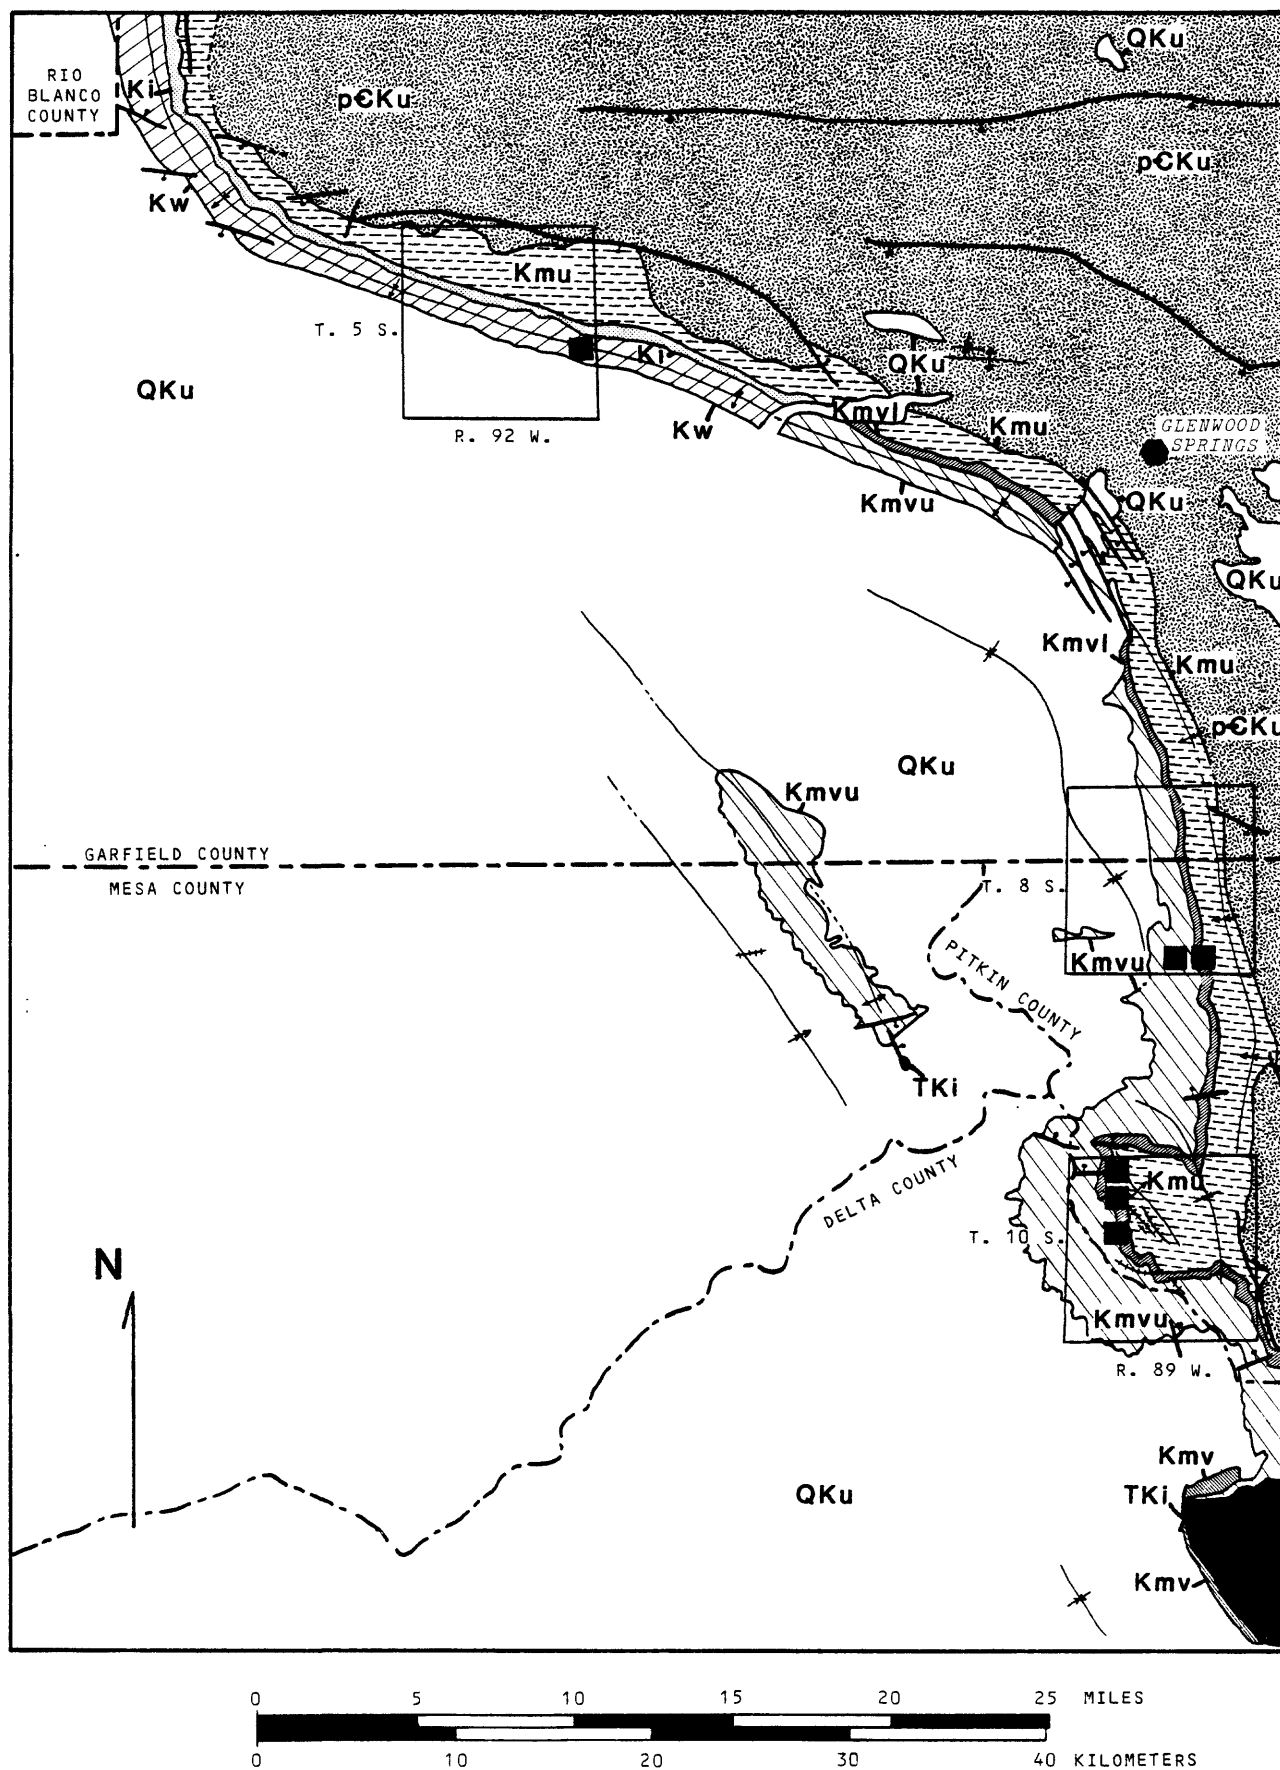 QKu
RIO
BLANCO
COUNTY
Ki
pЄKu
pЄKu
Kw
Kmu
T. 5 S.
Ki
QKu
QKu
Kmvl
Kw
R. 92 W.
Kmu
GLENWOOD
SPRINGS
Kmvu
QKu
QKu
Kmvl
Kmu
pЄKu
QKu
Kmvu
GARFIELD COUNTY
MESA COUNTY
T. 8 S.
PITKIN COUNTY
Kmvu
TKi
DELTA COUNTY
Kmu
T. 10 S.
N
Kmvu
R. 89 W.
Kmv
TKi
QKu
Kmv
0 5 10 15 20 25 MILES
0 10 20 30 40 KILOMETERS